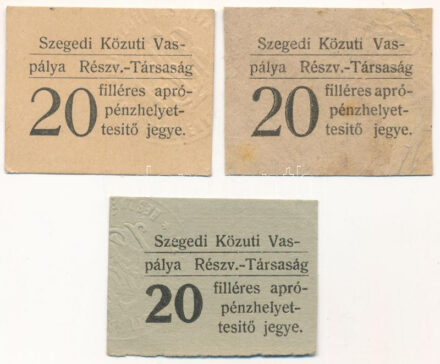 Szegedi Közuti Vas-
pálya Részv.-Társaság
20 filléres apró-
pénzhelyet-
tesitő jegye.
Szegedi Közuti Vas-
pálya Részv.-Társaság
20 filléres apró-
pénzhelyet-
tesitő jegye.
Szegedi Közuti Vas-
pálya Részv.-Társaság
20 filléres apró-
pénzhelyet-
tesitő jegye.